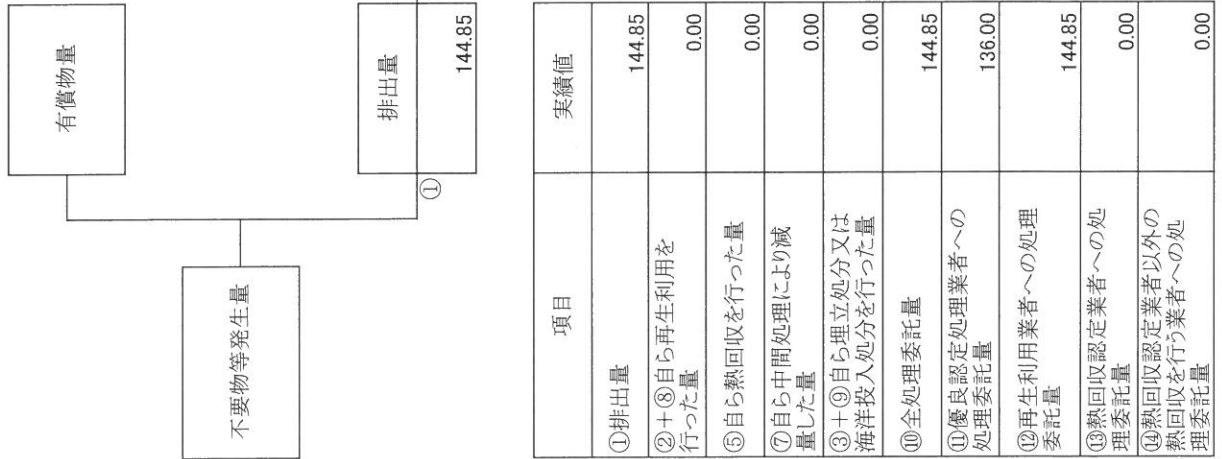 有償物量
不要物等発生量
排出量
①
144.85
項目
実績値
①排出量
144.85
②+⑧自ら再生利用を
行った量
0.00
⑤自ら熱回収を行った量
0.00
⑦自ら中間処理により減
量した量
0.00
③+⑨自ら埋立処分又は
海洋投入処分を行った量
0.00
⑩全処理委託量
144.85
⑪優良認定処理業者への
処理委託量
136.00
⑫再生利用業者への処理
委託量
144.85
⑬熱回収認定業者への処
理委託量
0.00
⑭熱回収認定業者以外の
熱回収を行う業者への処
理委託量
0.00